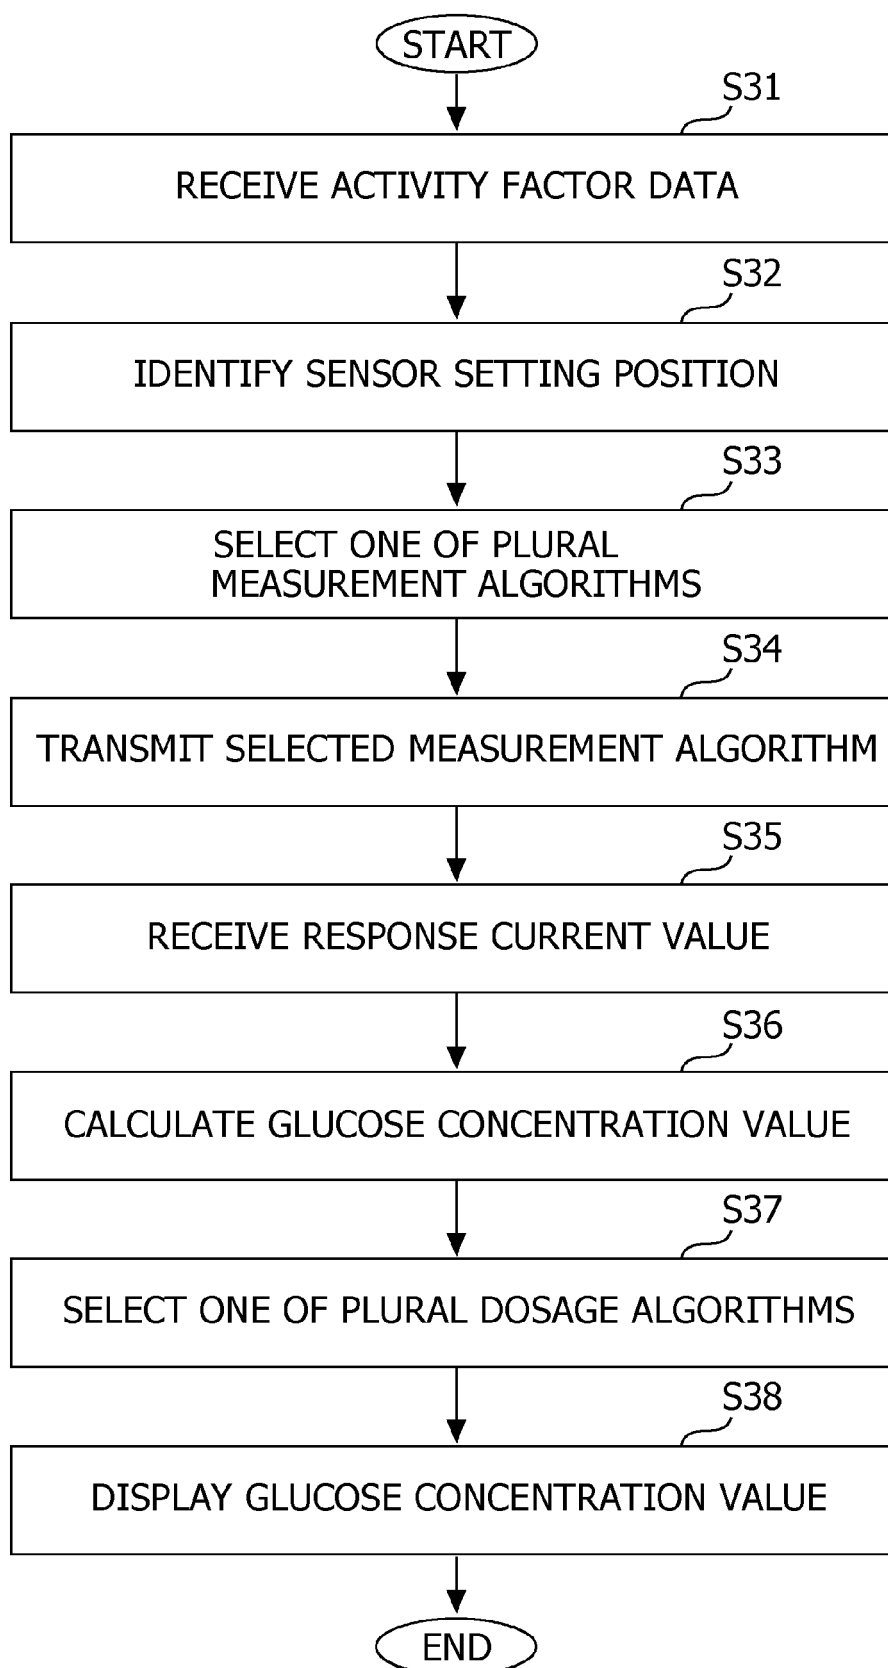 START
S31
RECEIVE ACTIVITY FACTOR DATA
S32
IDENTIFY SENSOR SETTING POSITION
S33
SELECT ONE OF PLURAL
MEASUREMENT ALGORITHMS
S34
TRANSMIT SELECTED MEASUREMENT ALGORITHM
S35
RECEIVE RESPONSE CURRENT VALUE
S36
CALCULATE GLUCOSE CONCENTRATION VALUE
S37
SELECT ONE OF PLURAL DOSAGE ALGORITHMS
S38
DISPLAY GLUCOSE CONCENTRATION VALUE
END